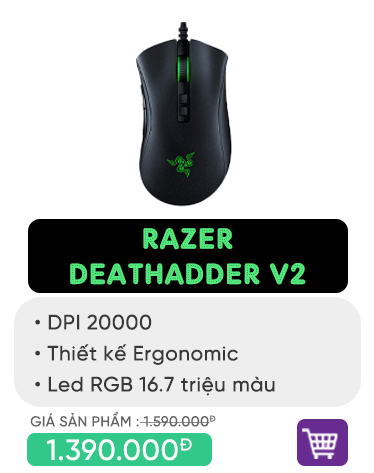 RAZER
DEATHADDER V2
• DPI 20000
• Thiết kế Ergonomic
• Led RGB 16.7 triệu màu
GIÁ SẢN PHẨM : 1.590.000Đ
1.390.000Đ